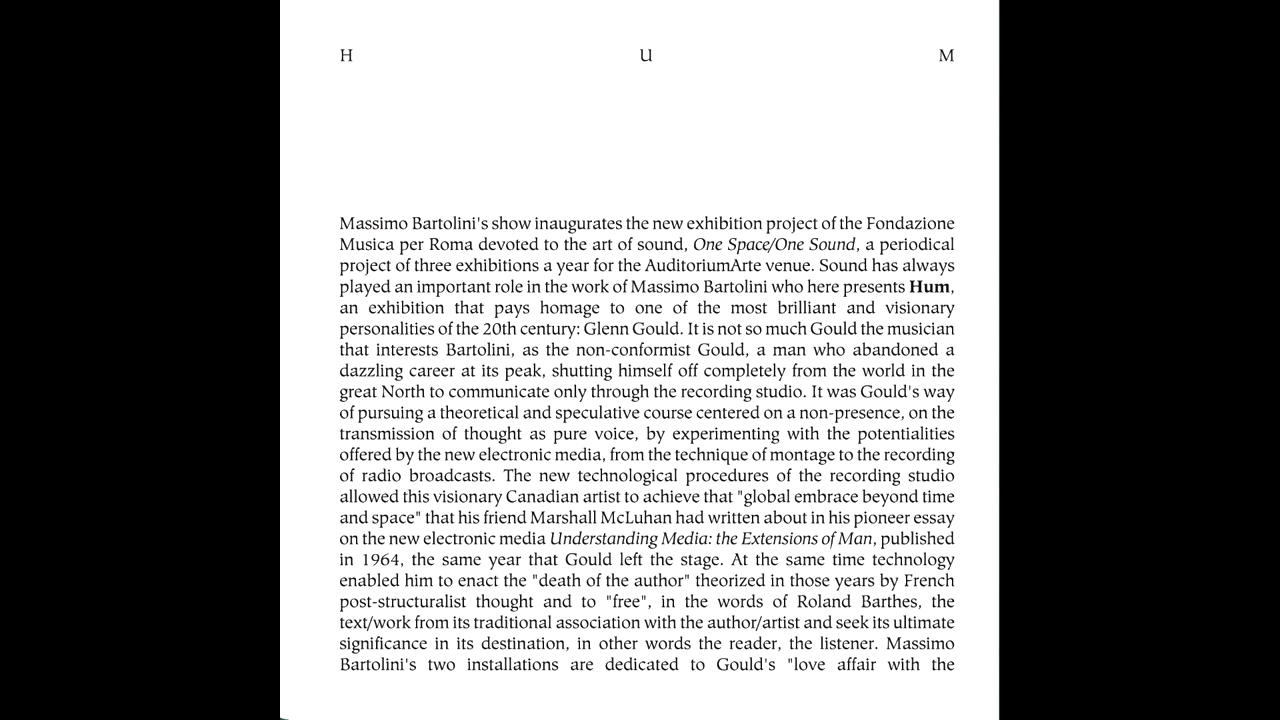 H U M
Massimo Bartolini's show inaugurates the new exhibition project of the Fondazione
Musica per Roma devoted to the art of sound, One Space/One Sound, a periodical
project of three exhibitions a year for the AuditoriumArte venue. Sound has always
played an important role in the work of Massimo Bartolini who here presents Hum,
an exhibition that pays homage to one of the most brilliant and visionary
personalities of the 20th century: Glenn Gould. It is not so much Gould the musician
that interests Bartolini, as the non-conformist Gould, a man who abandoned a
dazzling career at its peak, shutting himself off completely from the world in the
great North to communicate only through the recording studio. It was Gould's way
of pursuing a theoretical and speculative course centered on a non-presence, on the
transmission of thought as pure voice, by experimenting with the potentialities
offered by the new electronic media, from the technique of montage to the recording
of radio broadcasts. The new technological procedures of the recording studio
allowed this visionary Canadian artist to achieve that "global embrace beyond time
and space" that his friend Marshall McLuhan had written about in his pioneer essay
on the new electronic media Understanding Media: the Extensions of Man, published
in 1964, the same year that Gould left the stage. At the same time technology
enabled him to enact the "death of the author" theorized in those years by French
post-structuralist thought and to "free", in the words of Roland Barthes, the
text/work from its traditional association with the author/artist and seek its ultimate
significance in its destination, in other words the reader, the listener. Massimo
Bartolini's two installations are dedicated to Gould's "love affair with the